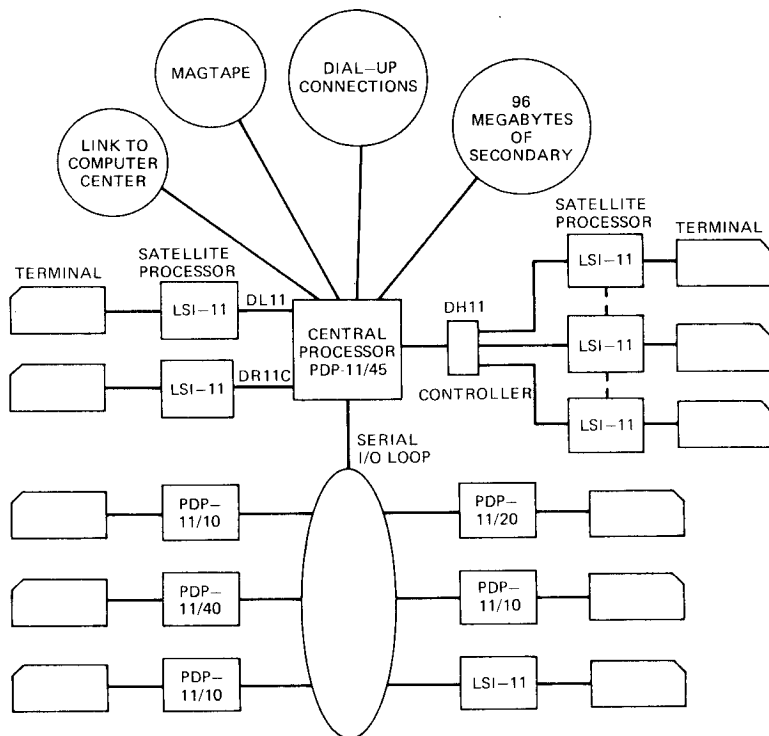 MAGTAPE
DIAL–UP
CONNECTIONS
96
MEGABYTES
OF
SECONDARY
LINK TO
COMPUTER
CENTER
SATELLITE
PROCESSOR
TERMINAL
TERMINAL
SATELLITE
PROCESSOR
LSI–11
DL11
LSI–11
DR11C
CENTRAL
PROCESSOR
PDP-11/45
DH11
CONTROLLER
LSI–11
LSI–11
LSI–11
SERIAL
I/O LOOP
PDP–
11/10
PDP–
11/20
PDP–
11/40
PDP–
11/10
PDP–
11/10
LSI–11